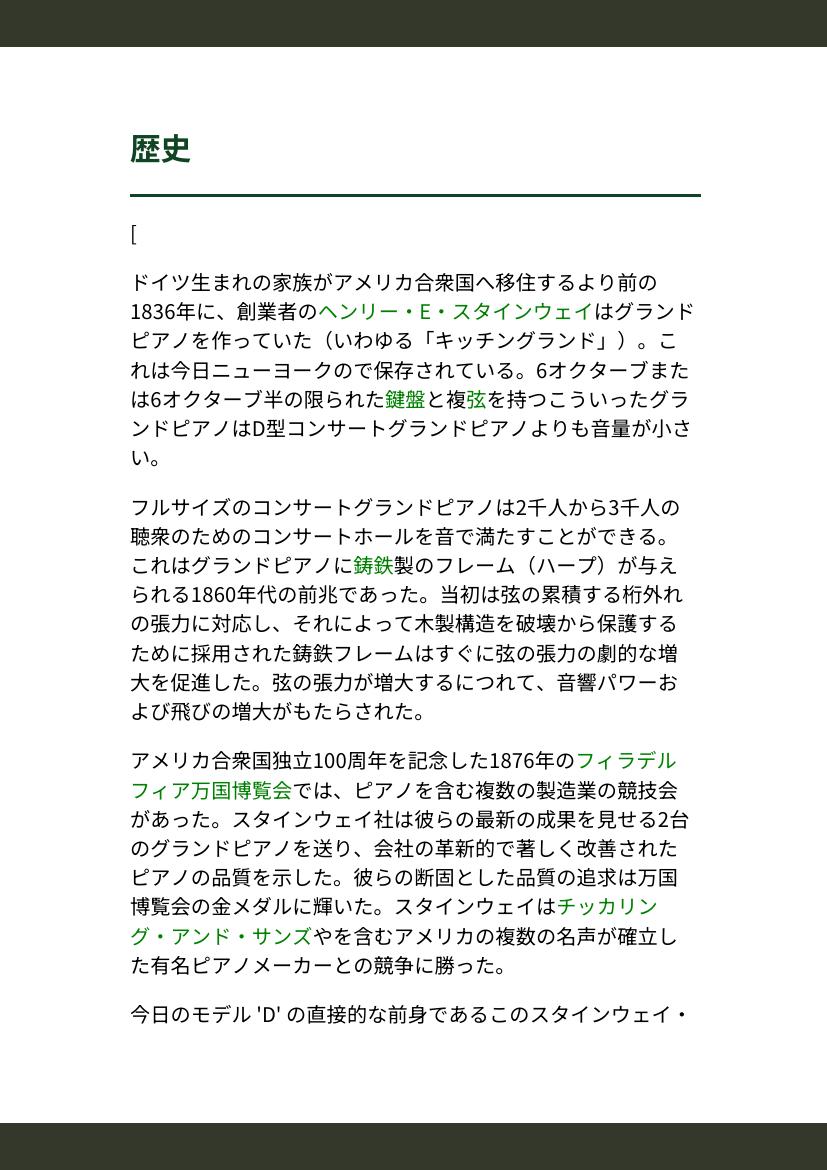 歴史
[
ドイツ生まれの家族がアメリカ合衆国へ移住するより前の
1836年に、創業者のヘンリー・E・スタインウェイはグランド
ピアノを作っていた（いわゆる「キッチングランド」）。こ
れは今日ニューヨークので保存されている。6オクターブまた
は6オクターブ半の限られた鍵盤と複弦を持つこういったグラ
ンドピアノはD型コンサートグランドピアノよりも音量が小さ
い。
フルサイズのコンサートグランドピアノは2千人から3千人の
聴衆のためのコンサートホールを音で満たすことができる。
これはグランドピアノに鋳鉄製のフレーム（ハープ）が与え
られる1860年代の前兆であった。当初は弦の累積する桁外れ
の張力に対応し、それによって木製構造を破壊から保護する
ために採用された鋳鉄フレームはすぐに弦の張力の劇的な増
大を促進した。弦の張力が増大するにつれて、音響パワーお
よび飛びの増大がもたらされた。
アメリカ合衆国独立100周年を記念した1876年のフィラデル
フィア万国博覧会では、ピアノを含む複数の製造業の競技会
があった。スタインウェイ社は彼らの最新の成果を見せる2台
のグランドピアノを送り、会社の革新的で著しく改善された
ピアノの品質を示した。彼らの断固とした品質の追求は万国
博覧会の金メダルに輝いた。スタインウェイはチッカリン
グ・アンド・サンズやを含むアメリカの複数の名声が確立し
た有名ピアノメーカーとの競争に勝った。
今日のモデル 'D' の直接的な前身であるこのスタインウェイ・